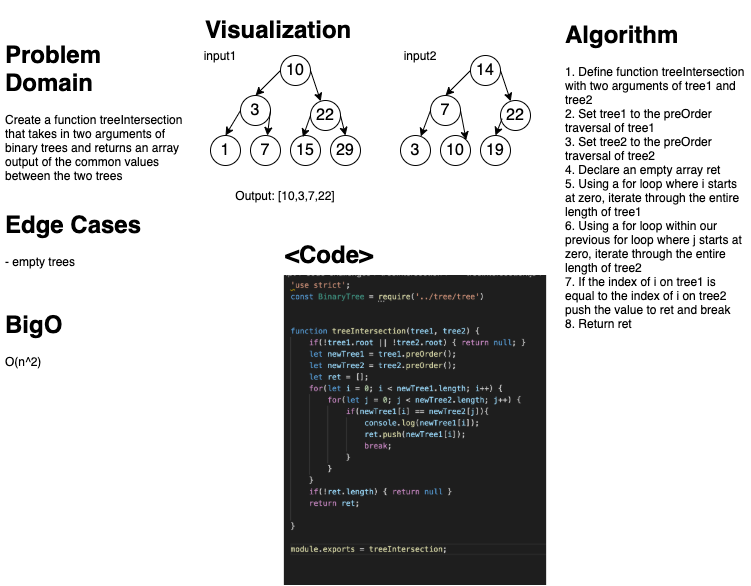 Problem
Domain
Create a function treeIntersection
that takes in two arguments of
binary trees and returns an array
output of the common values
between the two trees
Edge Cases
- empty trees
BigO
O(n^2)
Visualization
input1
10
3
22
1
7
15
29
input2
14
7
22
3
10
19
Output: [10,3,7,22]
<Code>
'use strict';
const BinaryTree = require('../tree/tree')
function treeIntersection(tree1, tree2) {
if(!tree1.root || !tree2.root) { return null; }
let newTree1 = tree1.preOrder();
let newTree2 = tree2.preOrder();
let ret = [];
for(let i = 0; i < newTree1.length; i++) {
for(let j = 0; j < newTree2.length; j++) {
if(newTree1[i] == newTree2[j]){
console.log(newTree1[i]);
ret.push(newTree1[i]);
break;
}
}
}
if(!ret.length) { return null }
return ret;
}
module.exports = treeIntersection;
Algorithm
1. Define function treeIntersection
with two arguments of tree1 and
tree2
2. Set tree1 to the preOrder
traversal of tree1
3. Set tree2 to the preOrder
traversal of tree2
4. Declare an empty array ret
5. Using a for loop where i starts
at zero, iterate through the entire
length of tree1
6. Using a for loop within our
previous for loop where j starts at
zero, iterate through the entire
length of tree2
7. If the index of i on tree1 is
equal to the index of i on tree2
push the value to ret and break
8. Return ret